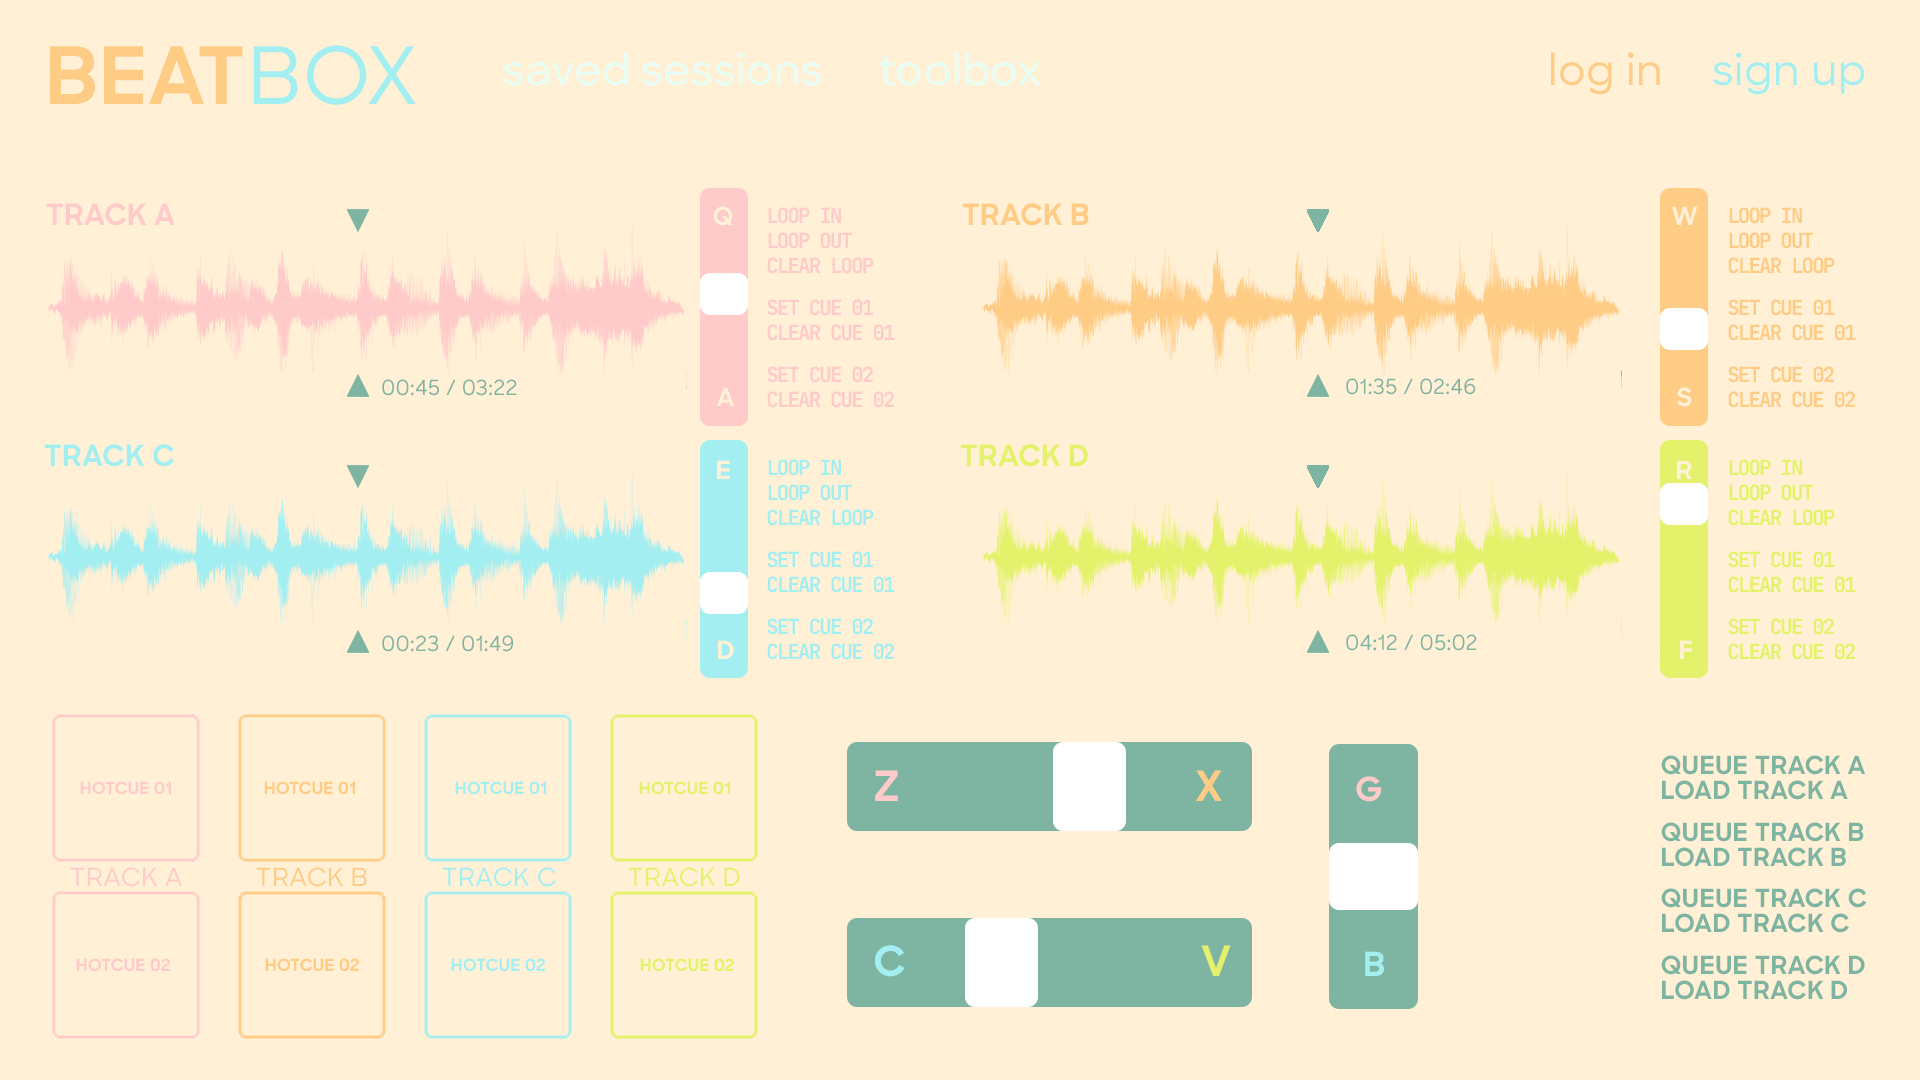 BEATBOX
saved sessions
toolbox
log in
sign up
TRACK A
Q
A
LOOP IN
LOOP OUT
CLEAR LOOP
SET CUE 01
CLEAR CUE 01
SET CUE 02
CLEAR CUE 02
00:45 / 03:22
TRACK B
W
S
LOOP IN
LOOP OUT
CLEAR LOOP
SET CUE 01
CLEAR CUE 01
SET CUE 02
CLEAR CUE 02
01:35 / 02:46
TRACK C
E
D
LOOP IN
LOOP OUT
CLEAR LOOP
SET CUE 01
CLEAR CUE 01
SET CUE 02
CLEAR CUE 02
00:23 / 01:49
TRACK D
R
F
LOOP IN
LOOP OUT
CLEAR LOOP
SET CUE 01
CLEAR CUE 01
SET CUE 02
CLEAR CUE 02
04:12 / 05:02
HOTCUE 01
HOTCUE 01
HOTCUE 01
HOTCUE 01
TRACK A
TRACK B
TRACK C
TRACK D
HOTCUE 02
HOTCUE 02
HOTCUE 02
HOTCUE 02
Z
X
C
V
G
B
QUEUE TRACK A
LOAD TRACK A
QUEUE TRACK B
LOAD TRACK B
QUEUE TRACK C
LOAD TRACK C
QUEUE TRACK D
LOAD TRACK D